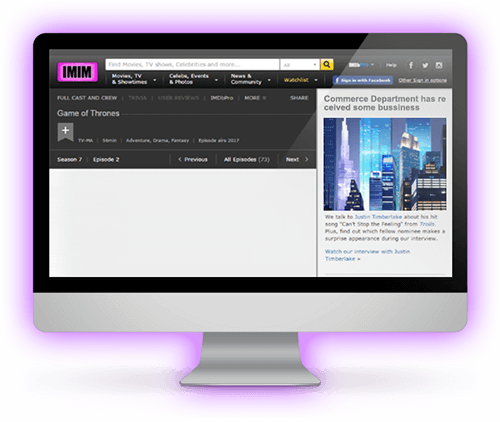 IMIM
Find Movies, TV shows, Celebrities and more...
All
IMDbPro
Help
Movies, TV
& Showtimes
Celebs, Events
& Photos
News &
Community
Watchlist
Sign in with Facebook
Other Sign in options
FULL CAST AND CREW | TRIVIA | USER REVIEWS | IMDbPro | MORE
SHARE
Game of Thrones
TV-MA | 56min | Adventure, Drama, Fantasy | Episode airs 2017
Season 7 | Episode 2
Previous | All Episodes (73) | Next
Commerce Department has re
ceived some bussiness
We talk to Justin Timberlake about his hit
song "Can't Stop the Feeling" from Trolls.
Plus, find out which fellow nominee makes a
surprise appearance during our interview.
Watch our interview with Justin
Timberlake »